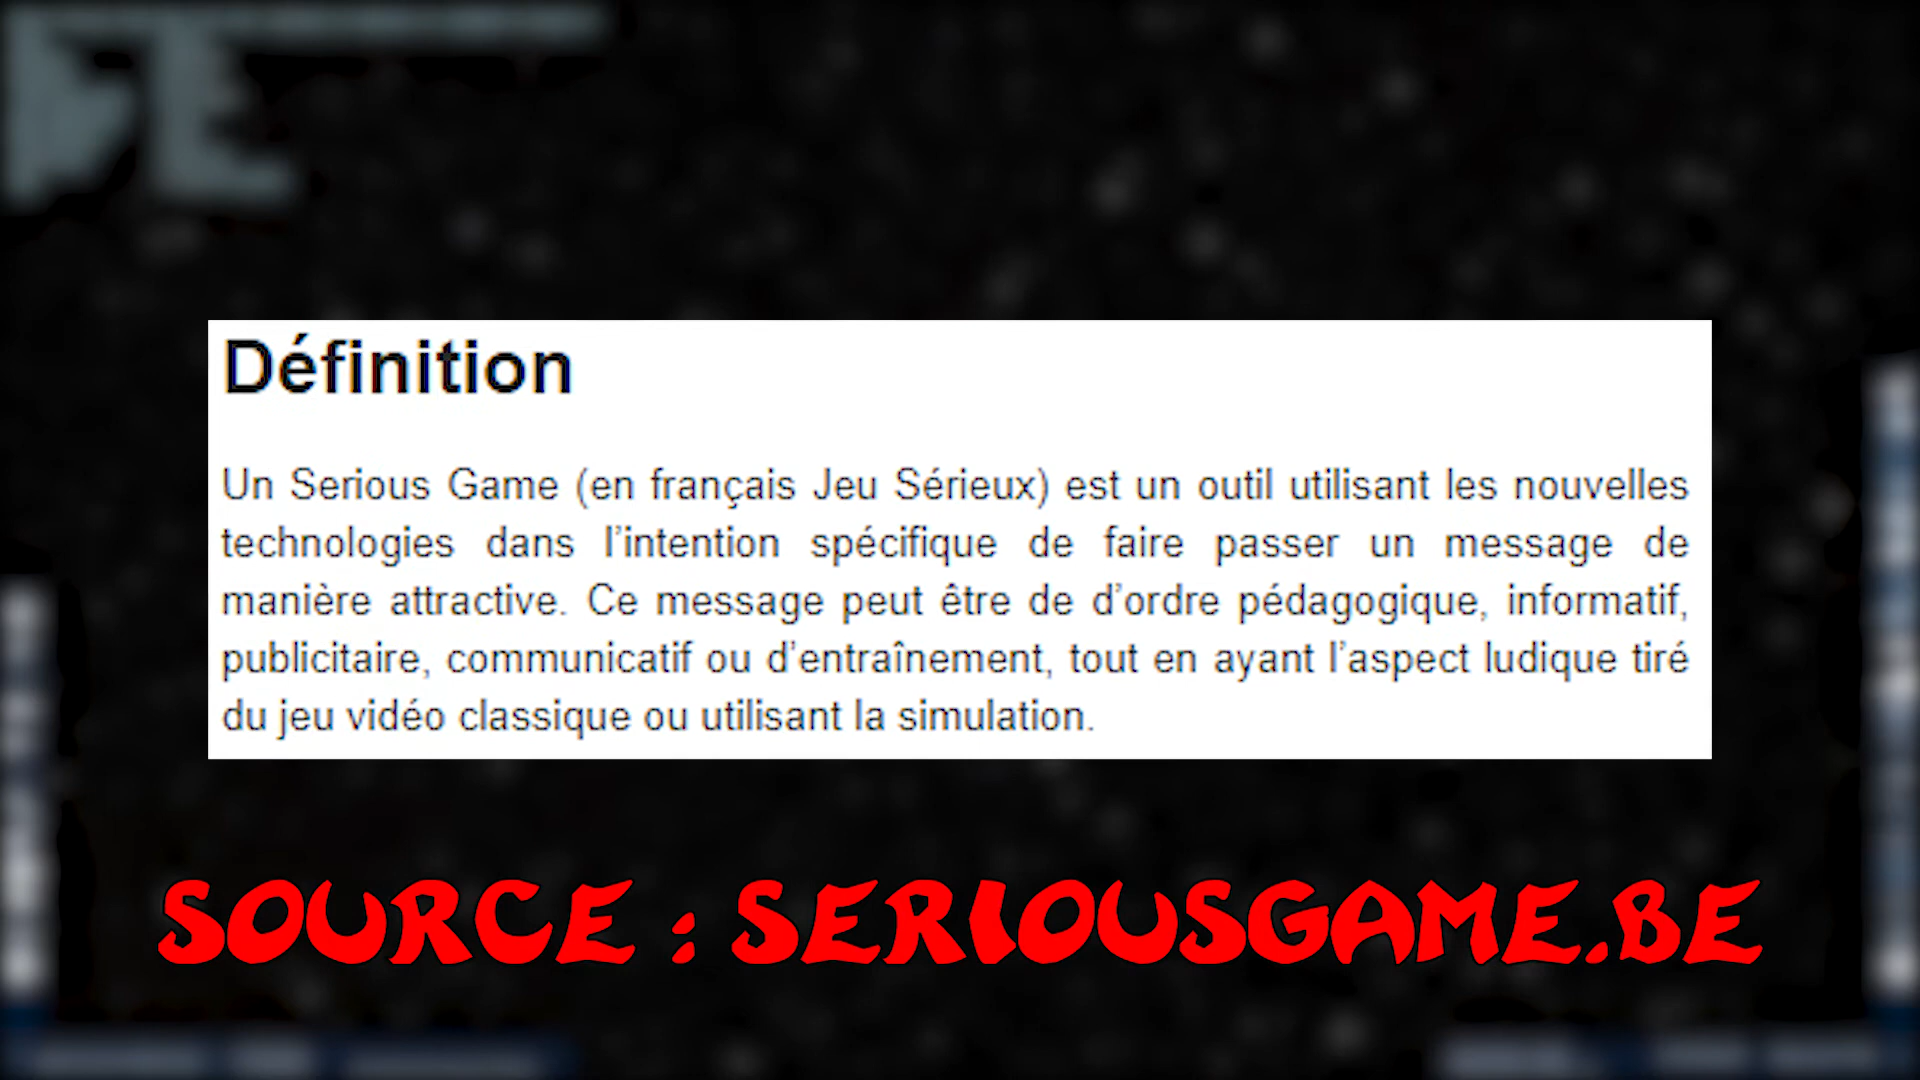 Définition
Un Serious Game (en français Jeu Sérieux) est un outil utilisant les nouvelles
technologies dans l’intention spécifique de faire passer un message de
manière attractive. Ce message peut être de d’ordre pédagogique, informatif,
publicitaire, communicatif ou d’entraînement, tout en ayant l’aspect ludique tiré
du jeu vidéo classique ou utilisant la simulation.
SOURCE : SERIOUSGAME.BE